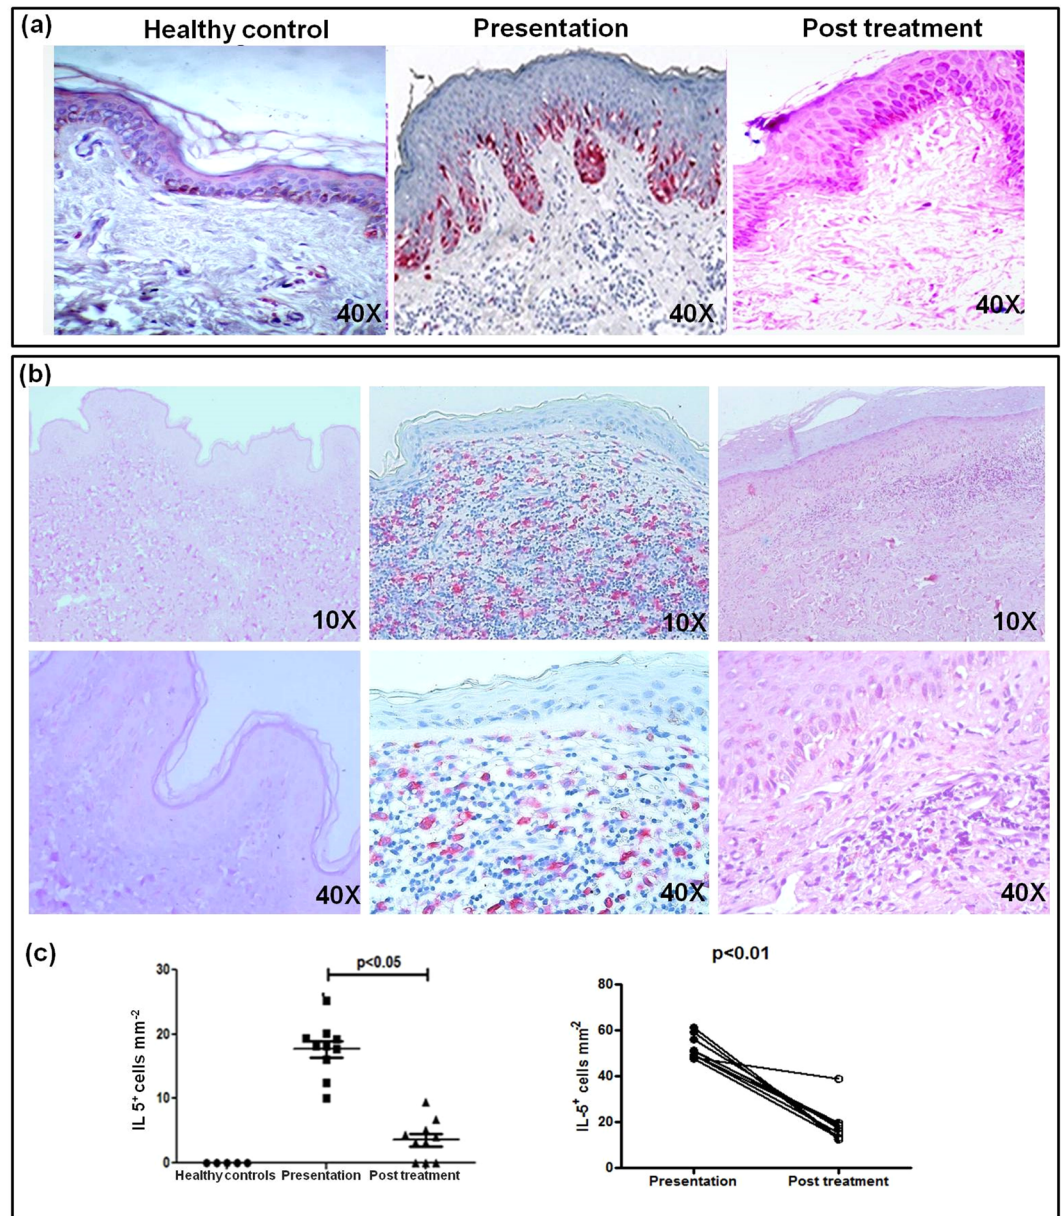 (a)
Healthy control Presentation Post treatment
40X 40X 40X
(b)
10X 10X 10X
40X 40X 40X
(c)
p<0.05
p<0.01
30
20
10
0
IL 5⁺ cells mm⁻²
Healthy controls Presentation Post treatment
80
60
40
20
0
IL-5⁺ cells mm⁻²
Presentation Post treatment